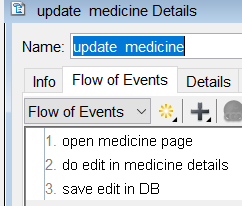 update medicine Details
Name: update medicine
Info Flow of Events Details
Flow of Events
1. open medicine page
2. do edit in medicine details
3. save edit in DB